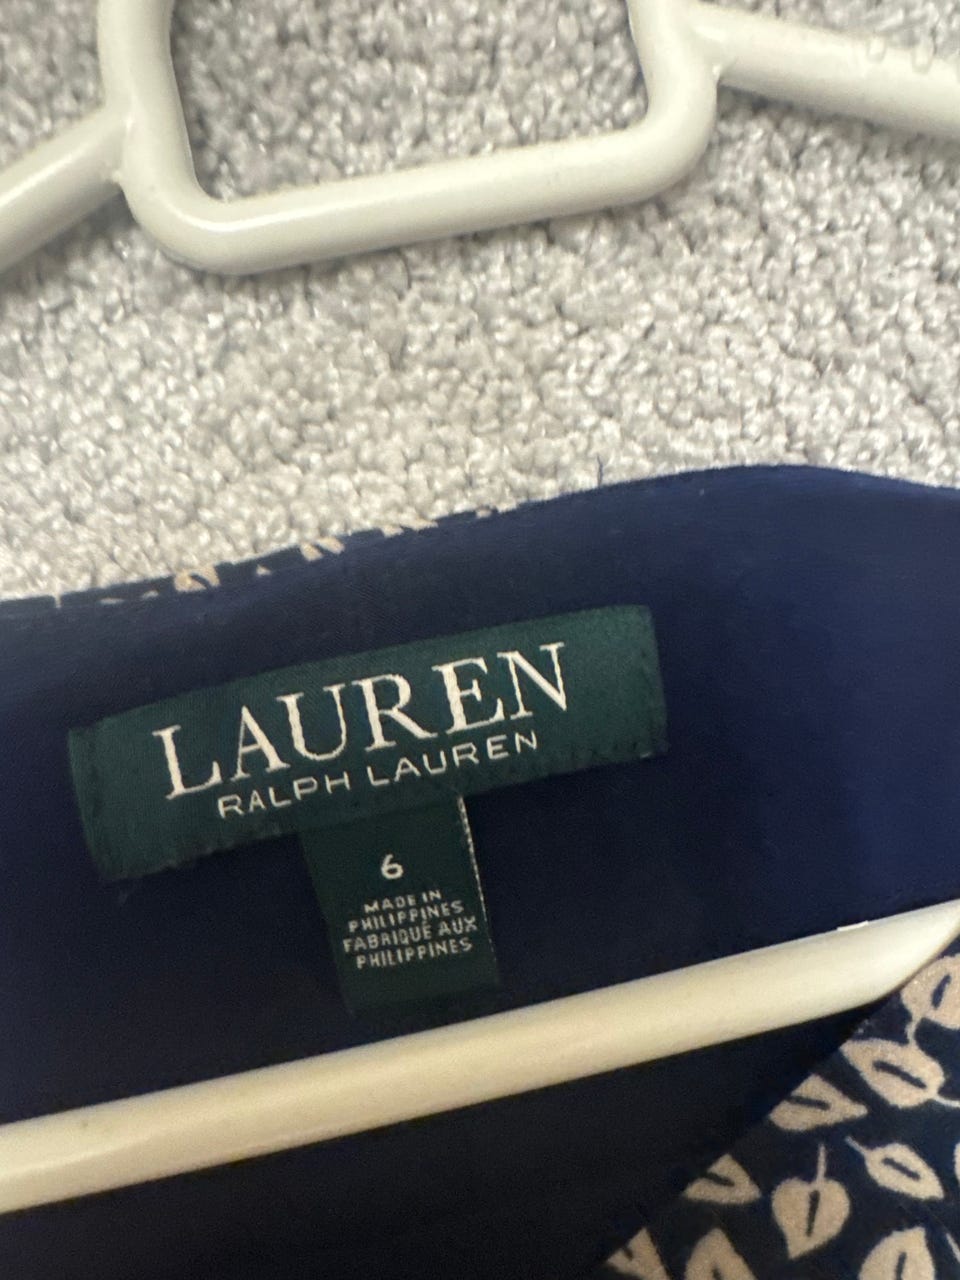 LAUREN
RALPH LAUREN
6
MADE IN
PHILIPPINES
FABRIQUÉ AUX
PHILIPPINES